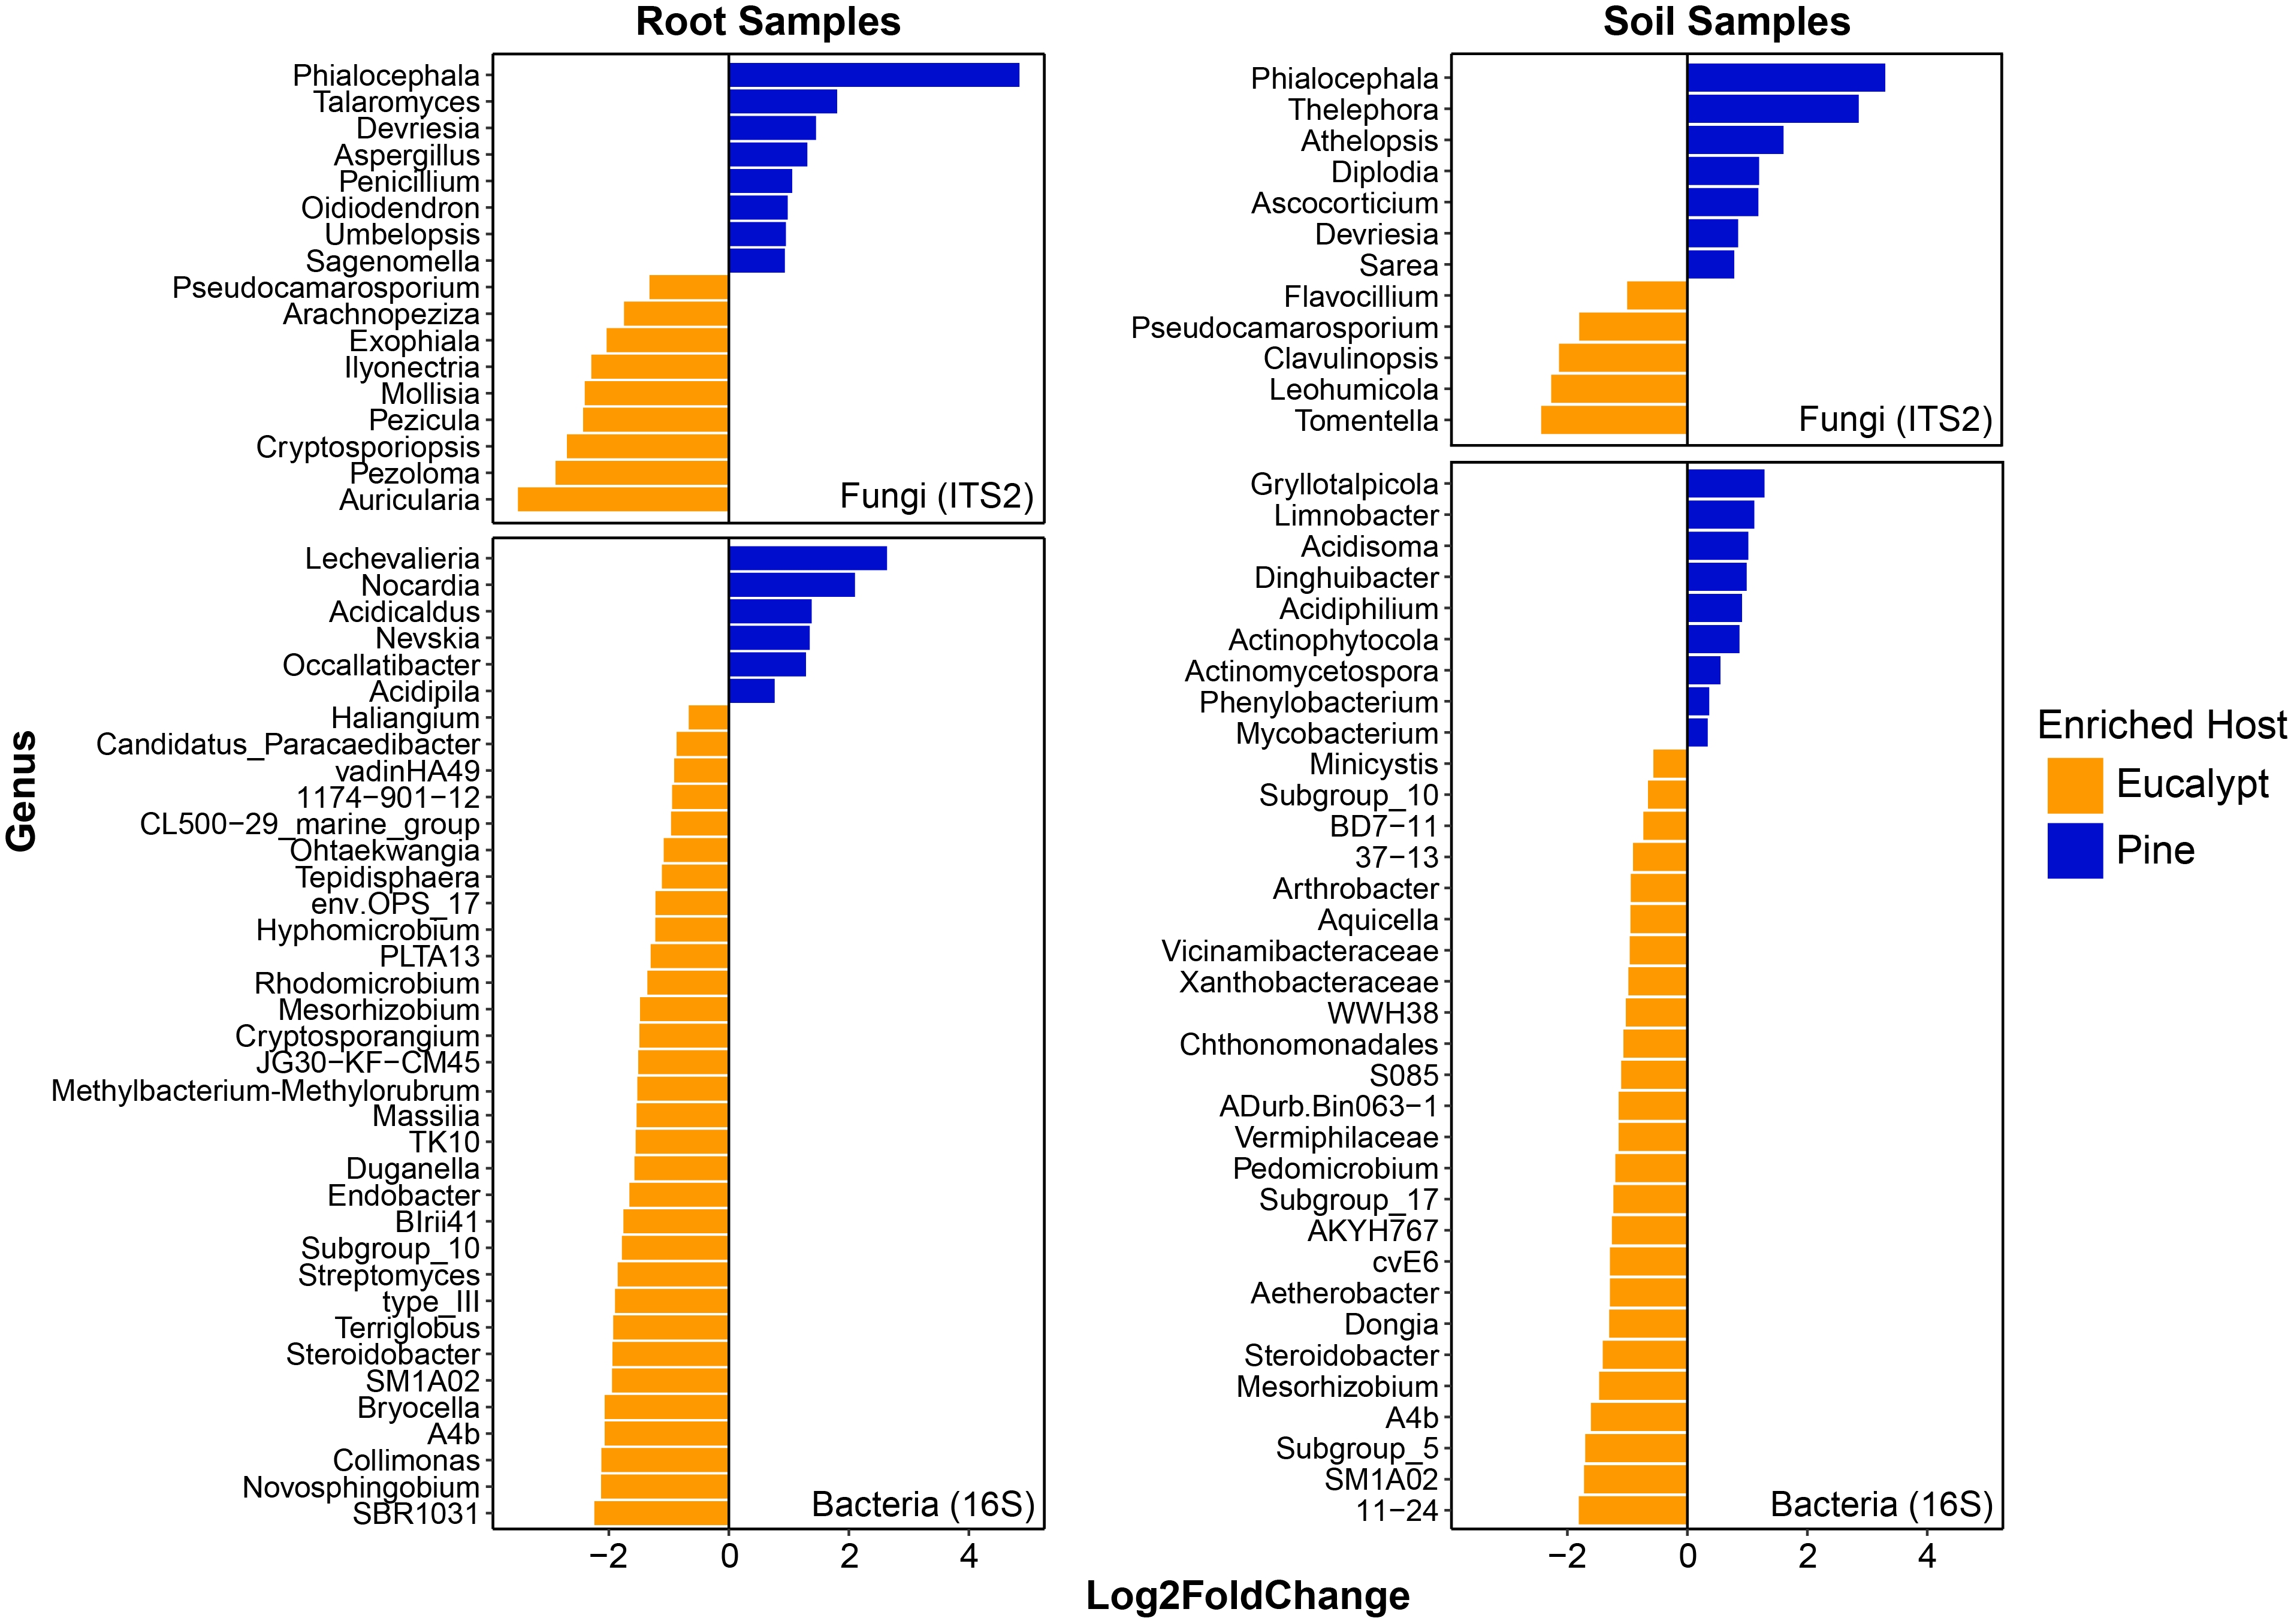 Root Samples
Phialocephala
Talaromyces
Devriesia
Aspergillus
Penicillium
Oidiodendron
Umbelopsis
Sagenomella
Pseudocamarosporium
Arachnopeziza
Exophiala
Ilyonectria
Mollisia
Pezicula
Cryptosporiopsis
Pezoloma
Auricularia
Fungi (ITS2)
Lechevalieria
Nocardia
Acidicaldus
Nevskia
Occallatibacter
Acidipila
Haliangium
Candidatus_Paracaedibacter
vadinHA49
1174−901−12
CL500−29_marine_group
Ohtaekwangia
Tepidisphaera
env.OPS_17
Hyphomicrobium
PLTA13
Rhodomicrobium
Mesorhizobium
Cryptosporangium
JG30−KF−CM45
Methylbacterium-Methylorubrum
Massilia
TK10
Duganella
Endobacter
BIrii41
Subgroup_10
Streptomyces
type_III
Terriglobus
Steroidobacter
SM1A02
Bryocella
A4b
Collimonas
Novosphingobium
SBR1031
Bacteria (16S)
−2 0 2 4
Soil Samples
Phialocephala
Thelephora
Athelopsis
Diplodia
Ascocorticium
Devriesia
Sarea
Flavocillium
Pseudocamarosporium
Clavulinopsis
Leohumicola
Tomentella
Fungi (ITS2)
Gryllotalpicola
Limnobacter
Acidisoma
Dinghuibacter
Acidiphilium
Actinophytocola
Actinomycetospora
Phenylobacterium
Mycobacterium
Minicystis
Subgroup_10
BD7−11
37−13
Arthrobacter
Aquicella
Vicinamibacteraceae
Xanthobacteraceae
WWH38
Chthonomonadales
S085
ADurb.Bin063−1
Vermiphilaceae
Pedomicrobium
Subgroup_17
AKYH767
cvE6
Aetherobacter
Dongia
Steroidobacter
Mesorhizobium
A4b
Subgroup_5
SM1A02
11−24
Bacteria (16S)
−2 0 2 4
Genus
Log2FoldChange
Enriched Host
Eucalypt
Pine